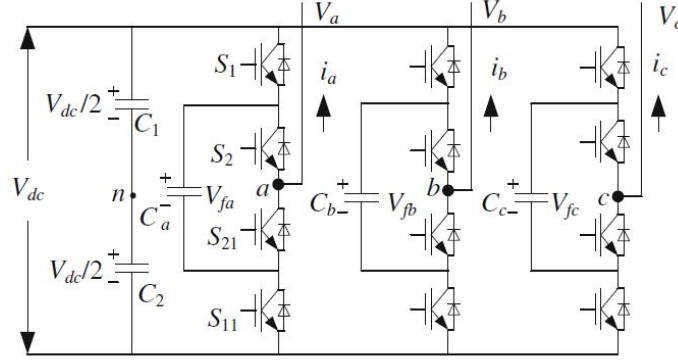 V_a V_b V_c
S_1
i_a i_b i_c
V_dc/2 + − C_1
S_2
V_dc n C_a + − V_fa a C_b + − V_fb b C_c + − V_fc c
S_21
V_dc/2 + − C_2
S_11